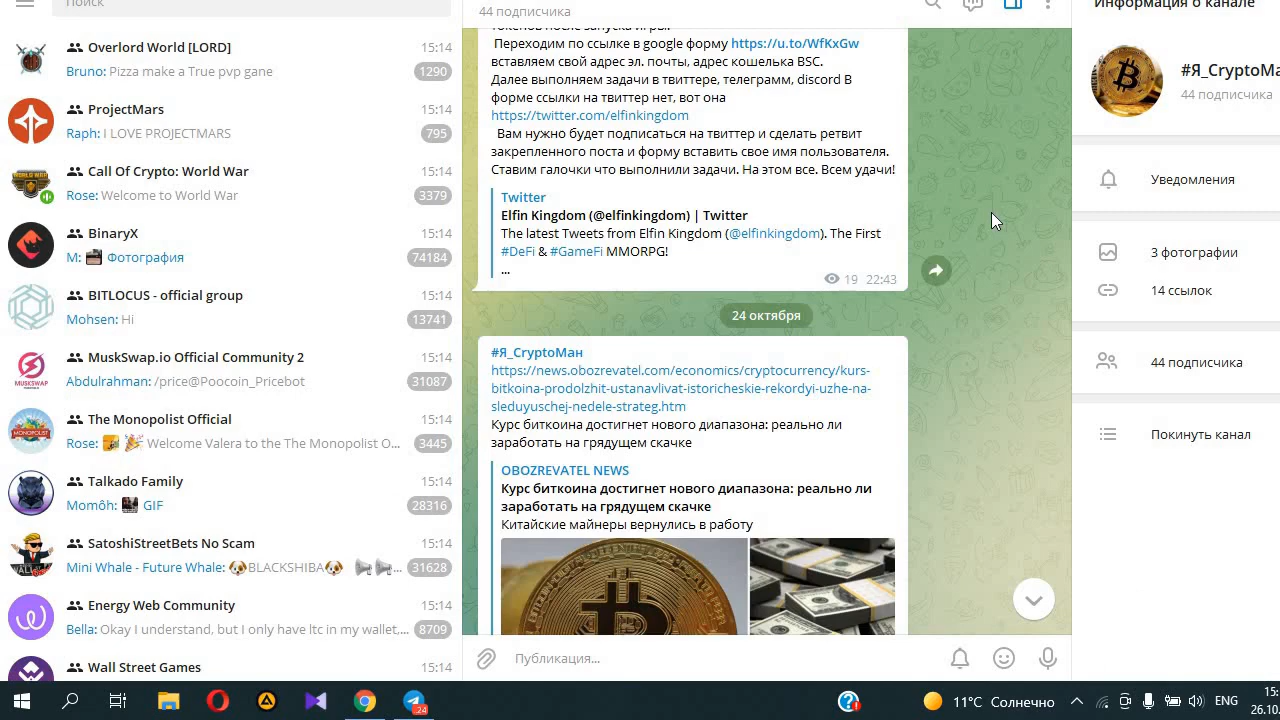 Поиск
Overlord World [LORD] 15:14
Bruno: Pizza make a True pvp gane 1290
ProjectMars 15:14
Raph: I LOVE PROJECTMARS 795
Call Of Crypto: World War 15:14
Rose: Welcome to World War 3379
BinaryX 15:14
M: Фотография 74184
BITLOCUS - official group 15:14
Mohsen: Hi 13741
MuskSwap.io Official Community 2 15:14
Abdulrahman: /price@Poocoin_Pricebot 31087
The Monopolist Official 15:14
Rose: 🎉 🎉 Welcome Valera to the The Monopolist O... 3445
Talkado Family 15:14
Momôh: GIF 28316
SatoshiStreetBets No Scam 15:14
Mini Whale - Future Whale: 🐶BLACKSHIBA🐶 📢📢... 31628
Energy Web Community 15:14
Bella: Okay I understand, but I only have ltc in my wallet,... 8709
Wall Street Games 15:14
44 подписчика
токенов после запуска игры.
Переходим по ссылке в google форму https://u.to/WfKxGw
вставляем свой адрес эл. почты, адрес кошелька BSC.
Далее выполняем задачи в твиттере, телеграмм, discord В
форме ссылки на твиттер нет, вот она
https://twitter.com/elfinkingdom
Вам нужно будет подписаться на твиттер и сделать ретвит
закрепленного поста и форму вставить свое имя пользователя.
Ставим галочки что выполнили задачи. На этом все. Всем удачи!
Twitter
Elfin Kingdom (@elfinkingdom) | Twitter
The latest Tweets from Elfin Kingdom (@elfinkingdom). The First
#DeFi & #GameFi MMORPG!
...
19 22:43
24 октября
#Я_CryptoМан
https://news.obozrevatel.com/economics/cryptocurrency/kurs-
bitkoina-prodolzhit-ustanavlivat-istoricheskie-rekordyi-uzhe-na-
sleduyuschej-nedele-strateg.htm
Курс биткоина достигнет нового диапазона: реально ли
заработать на грядущем скачке
OBOZREVATEL NEWS
Курс биткоина достигнет нового диапазона: реально ли
заработать на грядущем скачке
Китайские майнеры вернулись в работу
Публикация...
Информация о канале
#Я_CryptoMa
44 подписчика
Уведомления
3 фотографии
14 ссылок
44 подписчика
Покинуть канал
24
11°C Солнечно
ENG
15:
26.10.